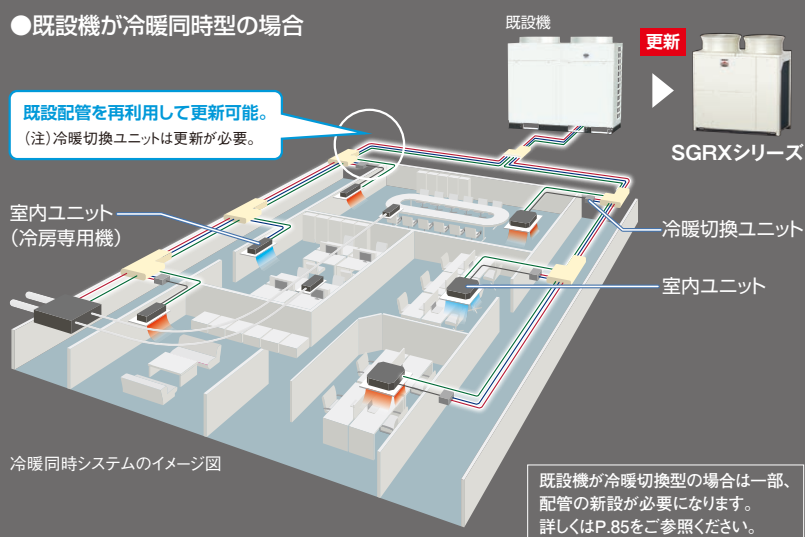 ●既設機が冷暖同時型の場合
既設機
更新
既設配管を再利用して更新可能。
（注）冷暖切換ユニットは更新が必要。
SGRXシリーズ
室内ユニット
（冷房専用機）
冷暖切換ユニット
室内ユニット
冷暖同時システムのイメージ図
既設機が冷暖切換型の場合は一部、
配管の新設が必要になります。
詳しくはP.85をご参照ください。